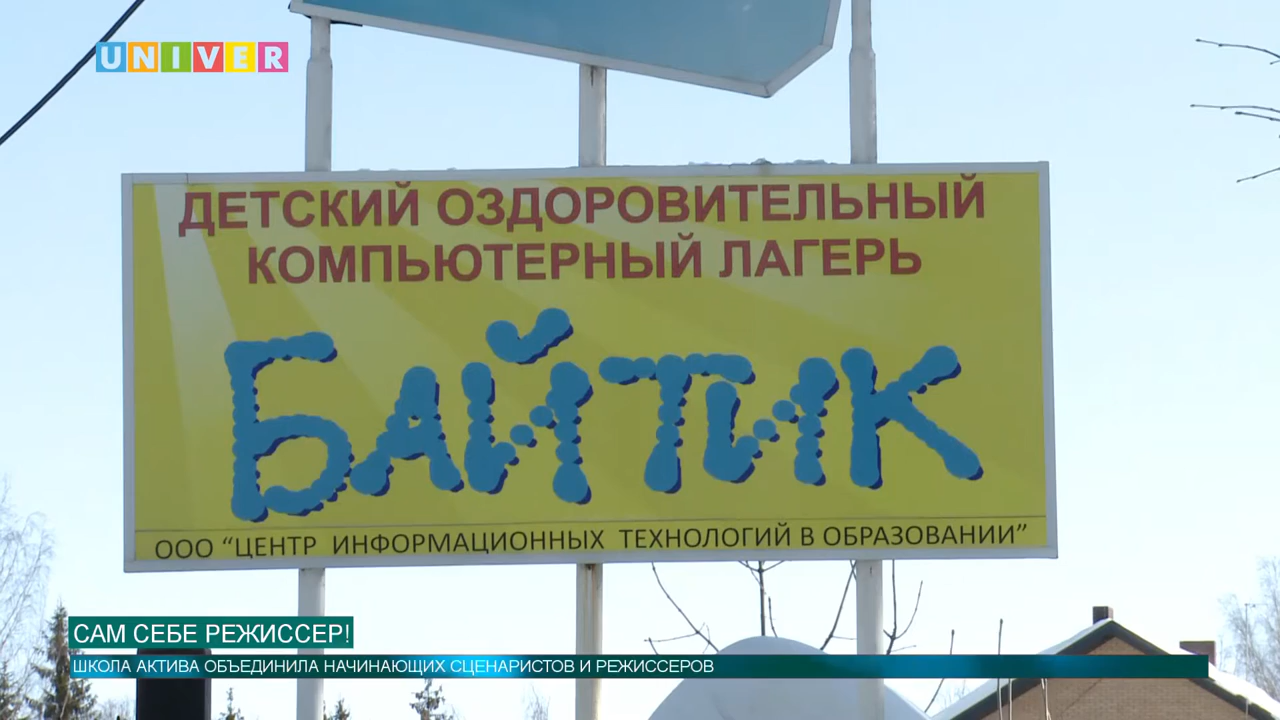 UNIVER
ДЕТСКИЙ ОЗДОРОВИТЕЛЬНЫЙ
КОМПЬЮТЕРНЫЙ ЛАГЕРЬ
БАЙТИК
ООО “ЦЕНТР ИНФОРМАЦИОННЫХ ТЕХНОЛОГИЙ В ОБРАЗОВАНИИ”
САМ СЕБЕ РЕЖИССЕР!
ШКОЛА АКТИВА ОБЪЕДИНИЛА НАЧИНАЮЩИХ СЦЕНАРИСТОВ И РЕЖИССЕРОВ